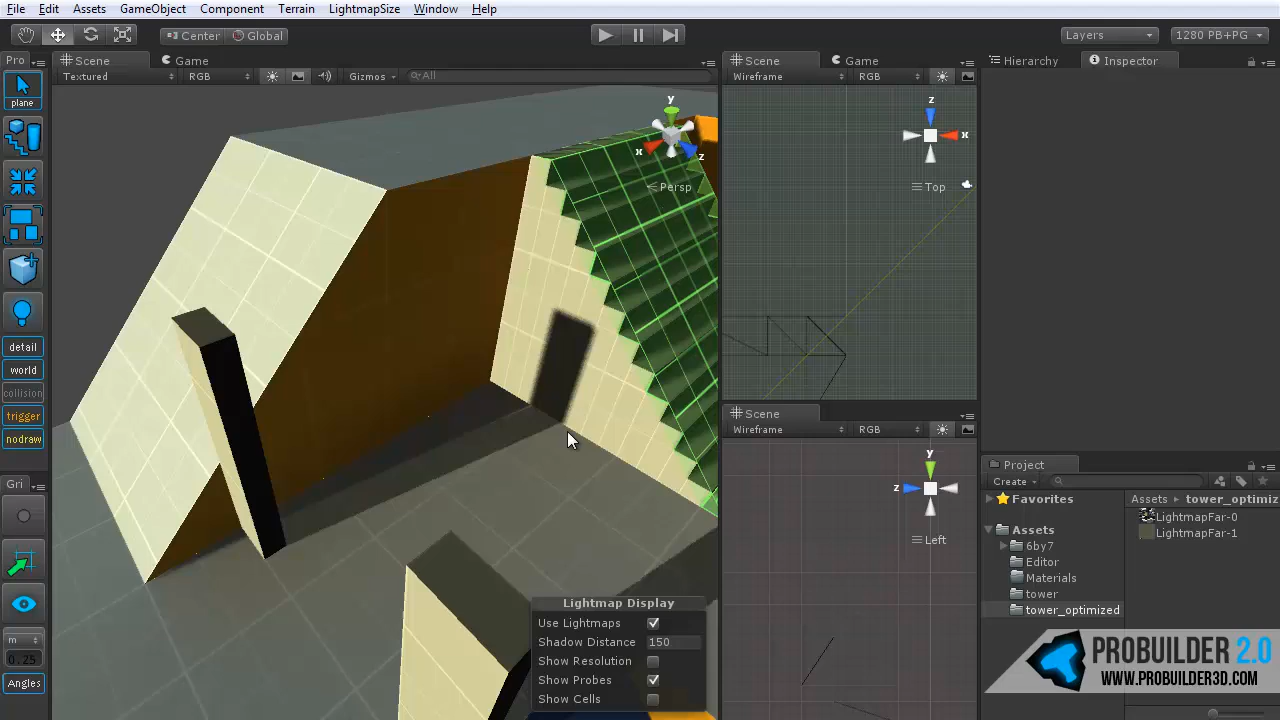 File Edit Assets GameObject Component Terrain LightmapSize Window Help
Center Global
Layers 1280 PB+PG
Pro
Scene Game
Textured RGB Gizmos All
plane
detail
world
collision
trigger
nodraw
Gri
m
0.25
Angles
y
x z
Persp
Lightmap Display
Use Lightmaps
Shadow Distance 150
Show Resolution
Show Probes
Show Cells
Scene Game
Wireframe RGB
z
x
Top
Scene
Wireframe RGB
y
z
Left
Hierarchy Inspector
Project
Create
Favorites
Assets
6by7
Editor
Materials
tower
tower_optimized
Assets tower_optimiz
LightmapFar-0
LightmapFar-1
PROBUILDER 2.0
WWW.PROBUILDER3D.COM